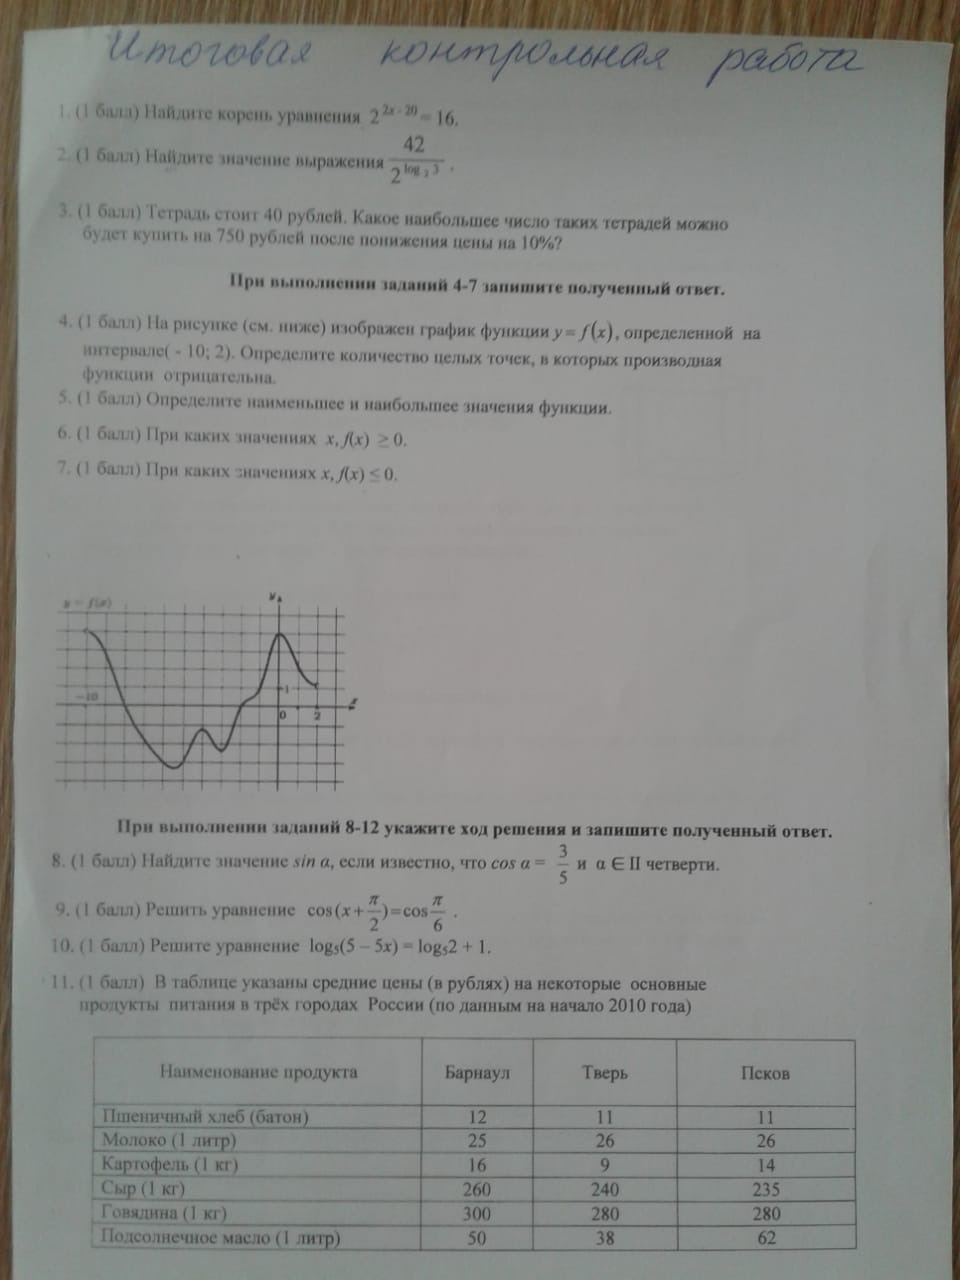 Итоговая контрольная работа
1. (1 балл) Найдите корень уравнения 2^(2x - 20) = 16.
2. (1 балл) Найдите значение выражения 42 / 2^(log₂ 3) .
3. (1 балл) Тетрадь стоит 40 рублей. Какое наибольшее число таких тетрадей можно
будет купить на 750 рублей после понижения цены на 10%?
При выполнении заданий 4-7 запишите полученный ответ.
4. (1 балл) На рисунке (см. ниже) изображен график функции y = f(x), определенной на
интервале( - 10; 2). Определите количество целых точек, в которых производная
функции отрицательна.
5. (1 балл) Определите наименьшее и наибольшее значения функции.
6. (1 балл) При каких значениях x, f(x) ≥ 0.
7. (1 балл) При каких значениях x, f(x) ≤ 0.
y = f(x)
y
-10
1
0
2
x
При выполнении заданий 8-12 укажите ход решения и запишите полученный ответ.
8. (1 балл) Найдите значение sin α, если известно, что cos α = 3/5 и α ∈ II четверти.
9. (1 балл) Решить уравнение cos(x+π/2)=cos π/6 .
10. (1 балл) Решите уравнение log₅(5 – 5x) = log₅2 + 1.
11. (1 балл) В таблице указаны средние цены (в рублях) на некоторые основные
продукты питания в трёх городах России (по данным на начало 2010 года)
Наименование продукта Барнаул Тверь Псков
Пшеничный хлеб (батон) 12 11 11
Молоко (1 литр) 25 26 26
Картофель (1 кг) 16 9 14
Сыр (1 кг) 260 240 235
Говядина (1 кг) 300 280 280
Подсолнечное масло (1 литр) 50 38 62